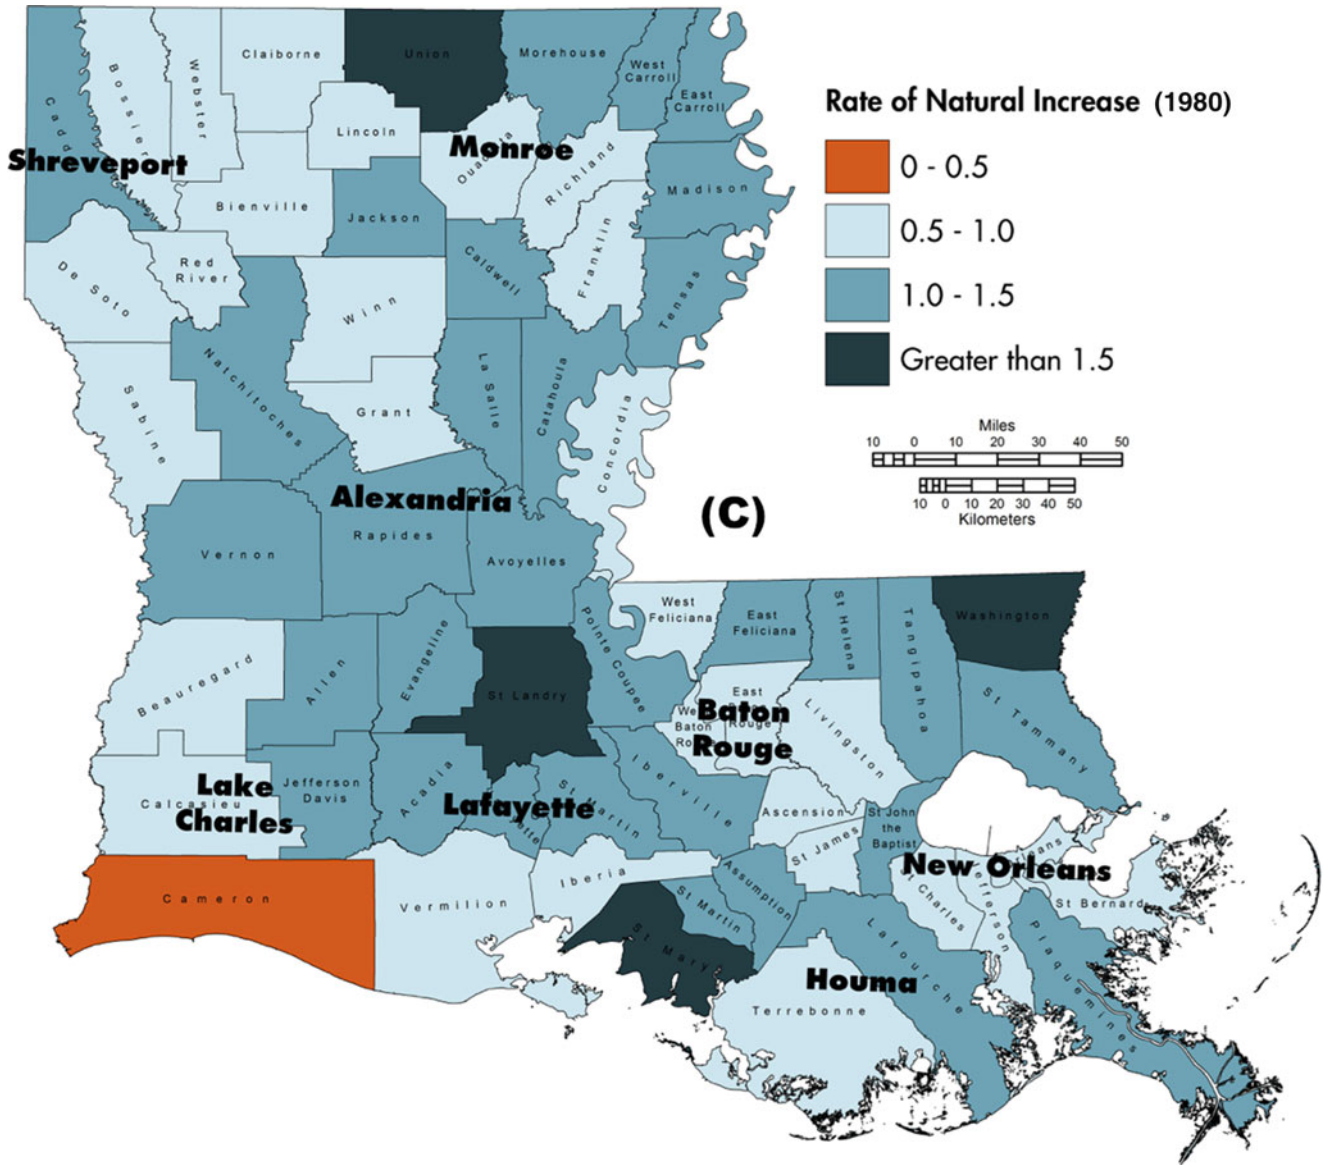 Claiborne
Union
Morehouse
West
Carroll
East
Carroll
Caddo
Bossier
Webster
Lincoln
Ouachita
Richland
Madison
Shreveport
Monroe
Bienville
Jackson
De Soto
Red
River
Winn
Caldwell
Franklin
Tensas
Sabine
Natchitoches
Grant
La Salle
Catahoula
Concordia
Alexandria
Vernon
Rapides
Avoyelles
(C)
Rate of Natural Increase (1980)
0 - 0.5
0.5 - 1.0
1.0 - 1.5
Greater than 1.5
Miles
10 0 10 20 30 40 50
10 0 10 20 30 40 50
Kilometers
West
Feliciana
East
Feliciana
St Helena
Tangipahoa
Washington
Beauregard
Allen
Evangeline
St Landry
Pointe Coupee
East
Rouge
West
Baton
Baton
Rouge
Livingston
St Tammany
Lake
Charles
Calcasieu
Jefferson
Davis
Acadia
Lafayette
St Martin
Iberville
Ascension
St James
St John
the
Baptist
New Orleans
Orleans
St Bernard
St Charles
Jefferson
Plaquemines
Cameron
Vermilion
Iberia
St Martin
Assumption
St Mary
Lafourche
Houma
Terrebonne